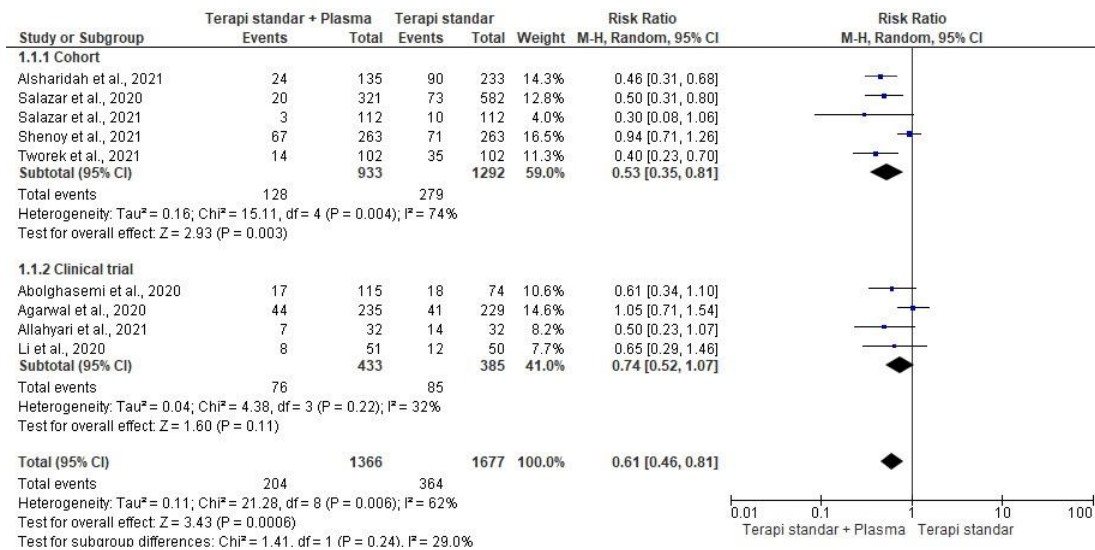 Terapi standar + Plasma Terapi standar Risk Ratio Risk Ratio
Study or Subgroup Events Total Events Total Weight M-H, Random, 95% CI M-H, Random, 95% CI
1.1.1 Cohort
Alsharidah et al., 2021 24 135 90 233 14.3% 0.46 [0.31, 0.68]
Salazar et al., 2020 20 321 73 582 12.8% 0.50 [0.31, 0.80]
Salazar et al., 2021 3 112 10 112 4.0% 0.30 [0.08, 1.06]
Shenoy et al., 2021 67 263 71 263 16.5% 0.94 [0.71, 1.26]
Tworek et al., 2021 14 102 35 102 11.3% 0.40 [0.23, 0.70]
Subtotal (95% CI) 933 1292 59.0% 0.53 [0.35, 0.81]
Total events 128 279
Heterogeneity: Tau² = 0.16; Chi² = 15.11, df = 4 (P = 0.004); I² = 74%
Test for overall effect: Z = 2.93 (P = 0.003)
1.1.2 Clinical trial
Abolghasemi et al., 2020 17 115 18 74 10.6% 0.61 [0.34, 1.10]
Agarwal et al., 2020 44 235 41 229 14.6% 1.05 [0.71, 1.54]
Allahyari et al., 2021 7 32 14 32 8.2% 0.50 [0.23, 1.07]
Li et al., 2020 8 51 12 50 7.7% 0.65 [0.29, 1.46]
Subtotal (95% CI) 433 385 41.0% 0.74 [0.52, 1.07]
Total events 76 85
Heterogeneity: Tau² = 0.04; Chi² = 4.38, df = 3 (P = 0.22); I² = 32%
Test for overall effect: Z = 1.60 (P = 0.11)
Total (95% CI) 1366 1677 100.0% 0.61 [0.46, 0.81]
Total events 204 364
Heterogeneity: Tau² = 0.11; Chi² = 21.28, df = 8 (P = 0.006); I² = 62%
Test for overall effect: Z = 3.43 (P = 0.0006)
Test for subgroup differences: Chi² = 1.41, df = 1 (P = 0.24), I² = 29.0%
0.01 0.1 1 10 100
Terapi standar + Plasma Terapi standar